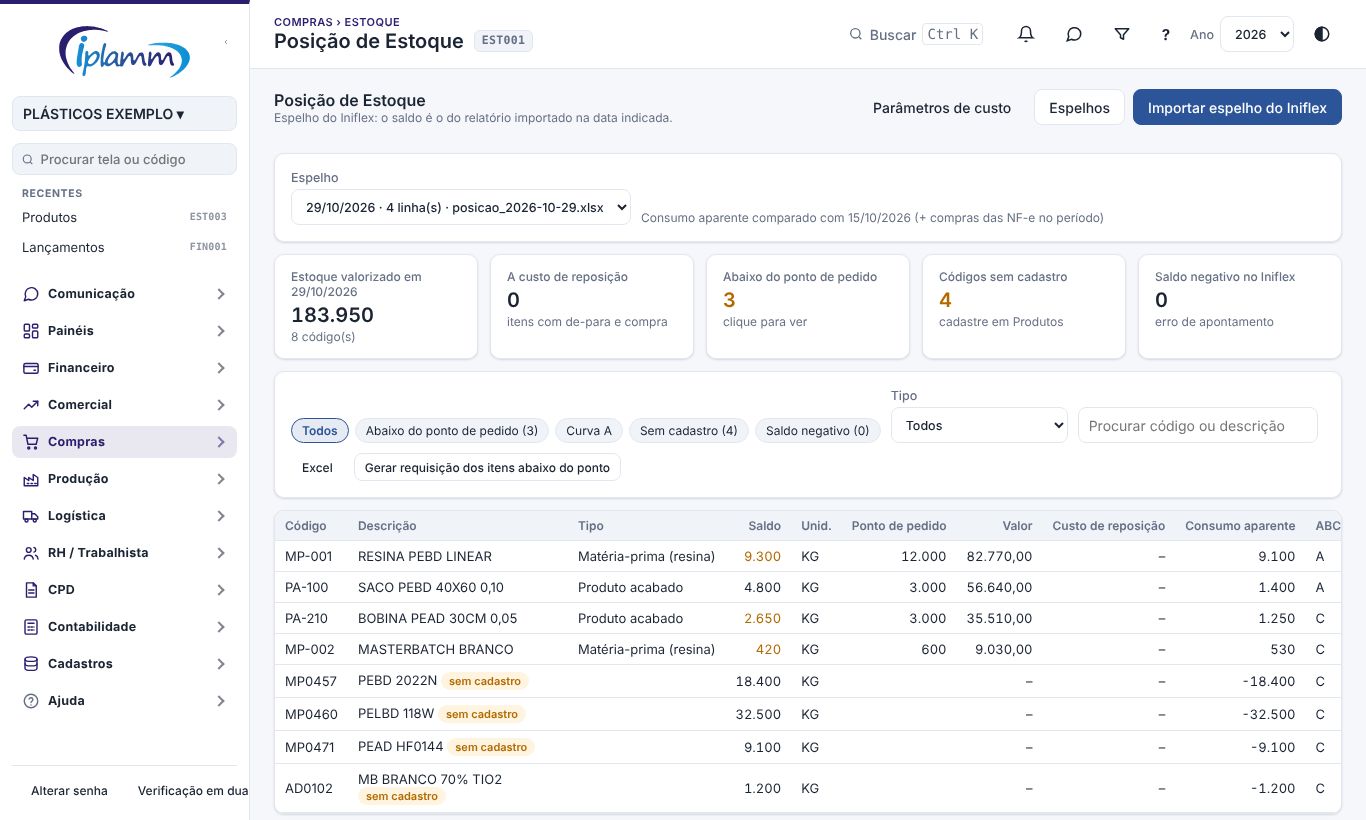 COMPRAS › ESTOQUE
Posição de Estoque EST001
Buscar Ctrl K
? Ano 2026
iplamm
PLÁSTICOS EXEMPLO ▾
Procurar tela ou código
RECENTES
Produtos EST003
Lançamentos FIN001
Comunicação
Painéis
Financeiro
Comercial
Compras
Produção
Logística
RH / Trabalhista
CPD
Contabilidade
Cadastros
Ajuda
Alterar senha Verificação em dua
Posição de Estoque
Espelho do Iniflex: o saldo é o do relatório importado na data indicada.
Parâmetros de custo Espelhos Importar espelho do Iniflex
Espelho
29/10/2026 · 4 linha(s) · posicao_2026-10-29.xlsx
Consumo aparente comparado com 15/10/2026 (+ compras das NF-e no período)
Estoque valorizado em
29/10/2026
183.950
8 código(s)
A custo de reposição
0
itens com de-para e compra
Abaixo do ponto de pedido
3
clique para ver
Códigos sem cadastro
4
cadastre em Produtos
Saldo negativo no Iniflex
0
erro de apontamento
Tipo
Todos Abaixo do ponto de pedido (3) Curva A Sem cadastro (4) Saldo negativo (0) Todos Procurar código ou descrição
Excel Gerar requisição dos itens abaixo do ponto
Código Descrição Tipo Saldo Unid. Ponto de pedido Valor Custo de reposição Consumo aparente ABC
MP-001 RESINA PEBD LINEAR Matéria-prima (resina) 9.300 KG 12.000 82.770,00 – 9.100 A
PA-100 SACO PEBD 40X60 0,10 Produto acabado 4.800 KG 3.000 56.640,00 – 1.400 A
PA-210 BOBINA PEAD 30CM 0,05 Produto acabado 2.650 KG 3.000 35.510,00 – 1.250 C
MP-002 MASTERBATCH BRANCO Matéria-prima (resina) 420 KG 600 9.030,00 – 530 C
MP0457 PEBD 2022N sem cadastro 18.400 KG – – -18.400 C
MP0460 PELBD 118W sem cadastro 32.500 KG – – -32.500 C
MP0471 PEAD HF0144 sem cadastro 9.100 KG – – -9.100 C
AD0102 MB BRANCO 70% TIO2 sem cadastro 1.200 KG – – -1.200 C